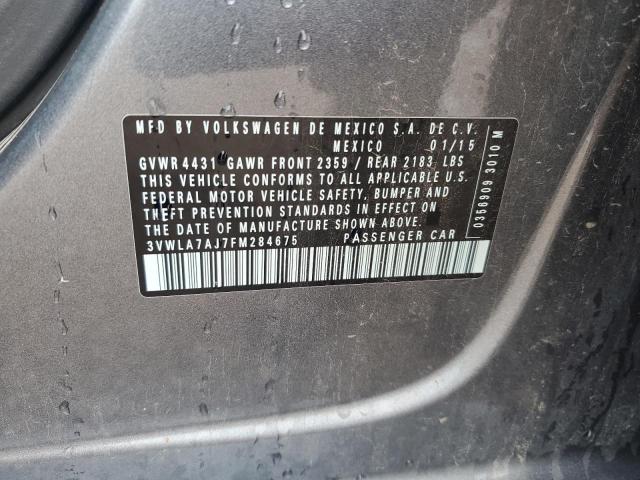 MFD BY VOLKSWAGEN DE MEXICO S.A. DE C.V.
MEXICO 01/15
GVWR 4431 GAWR FRONT 2359 / REAR 2183 LBS
THIS VEHICLE CONFORMS TO ALL APPLICABLE U.S.
FEDERAL MOTOR VEHICLE SAFETY, BUMPER AND
THEFT PREVENTION STANDARDS IN EFFECT ON
THE DATE OF MANUFACTURE SHOWN ABOVE.
3VWLA7AJ7FM284675 PASSENGER CAR
0356909 3010 M